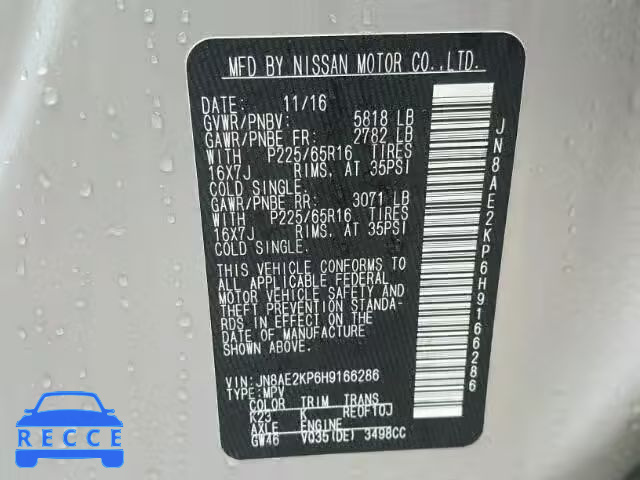 MFD BY NISSAN MOTOR CO.,LTD.
DATE: 11/16
GVWR/PNBV: 5818 LB
GAWR/PNBE FR: 2782 LB
WITH P225/65R16 TIRES
16X7J RIMS, AT 35PSI
COLD SINGLE.
GAWR/PNBE RR: 3071 LB
WITH P225/65R16 TIRES
16X7J RIMS, AT 35PSI
COLD SINGLE.
THIS VEHICLE CONFORMS TO
ALL APPLICABLE FEDERAL
MOTOR VEHICLE SAFETY AND
THEFT PREVENTION STANDA-
RDS IN EFFECT ON THE
DATE OF MANUFACTURE
SHOWN ABOVE.
VIN: JN8AE2KP6H9166286
TYPE: MPV
COLOR TRIM TRANS
K23 K RE0F10J
AXLE ENGINE
GW46 VQ35(DE) 3498CC
JN8AE2KP6H9166286
RECCE